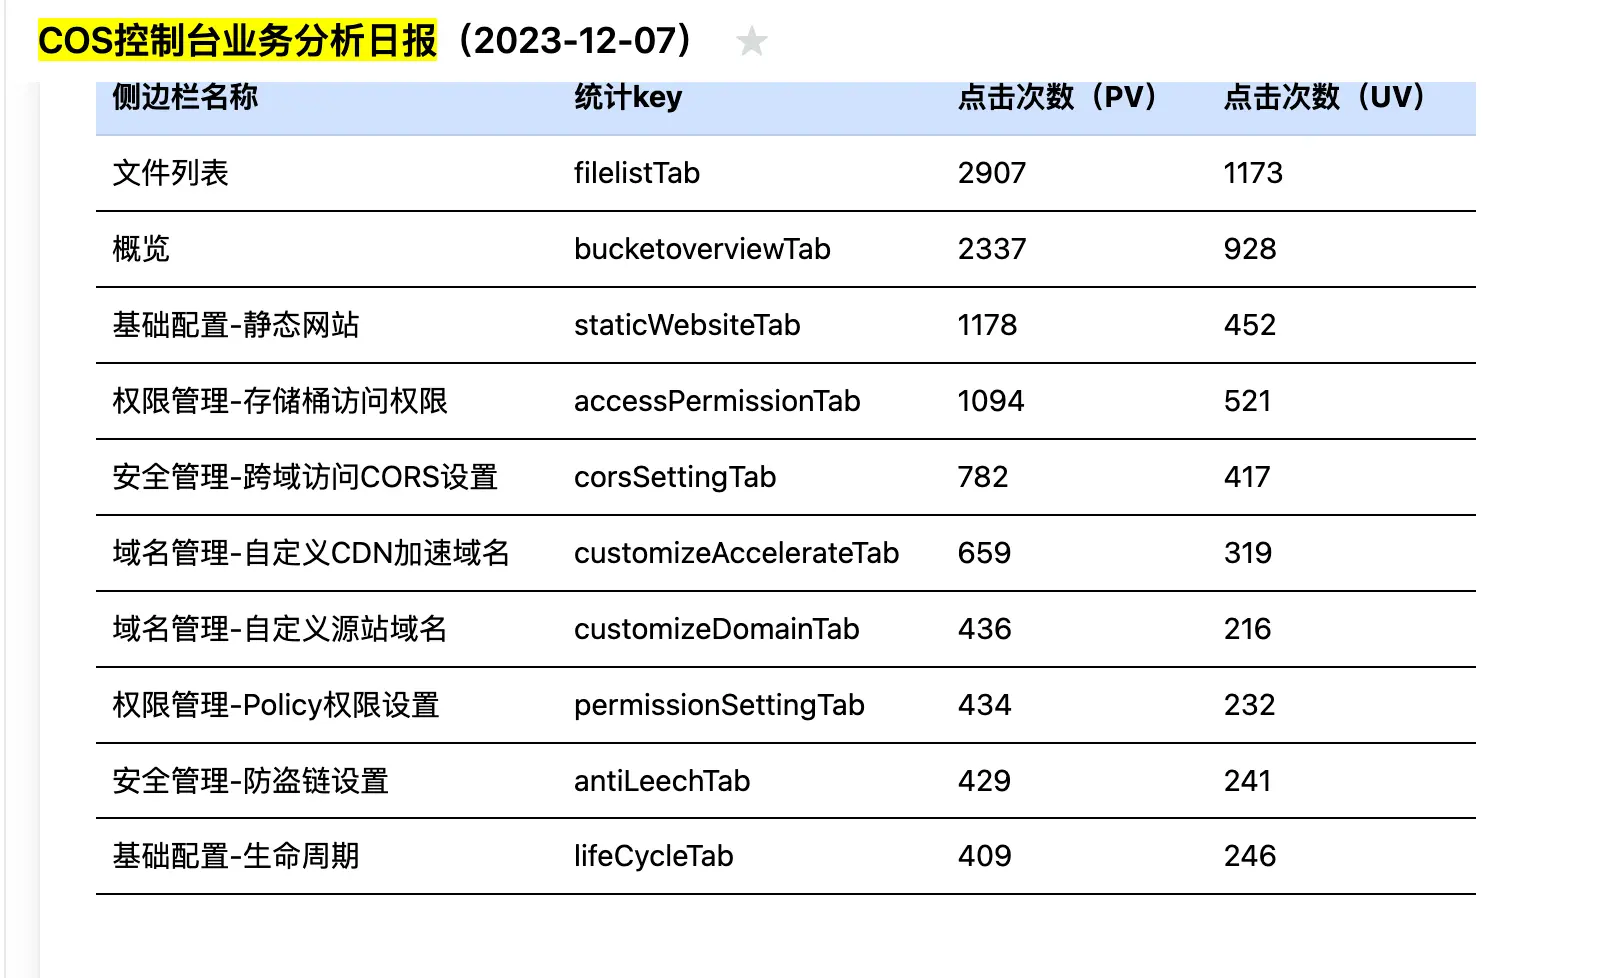 COS控制台业务分析日报（2023-12-07）
侧边栏名称 统计key 点击次数（PV） 点击次数（UV）
文件列表 filelistTab 2907 1173
概览 bucketoverviewTab 2337 928
基础配置-静态网站 staticWebsiteTab 1178 452
权限管理-存储桶访问权限 accessPermissionTab 1094 521
安全管理-跨域访问CORS设置 corsSettingTab 782 417
域名管理-自定义CDN加速域名 customizeAccelerateTab 659 319
域名管理-自定义源站域名 customizeDomainTab 436 216
权限管理-Policy权限设置 permissionSettingTab 434 232
安全管理-防盗链设置 antiLeechTab 429 241
基础配置-生命周期 lifeCycleTab 409 246